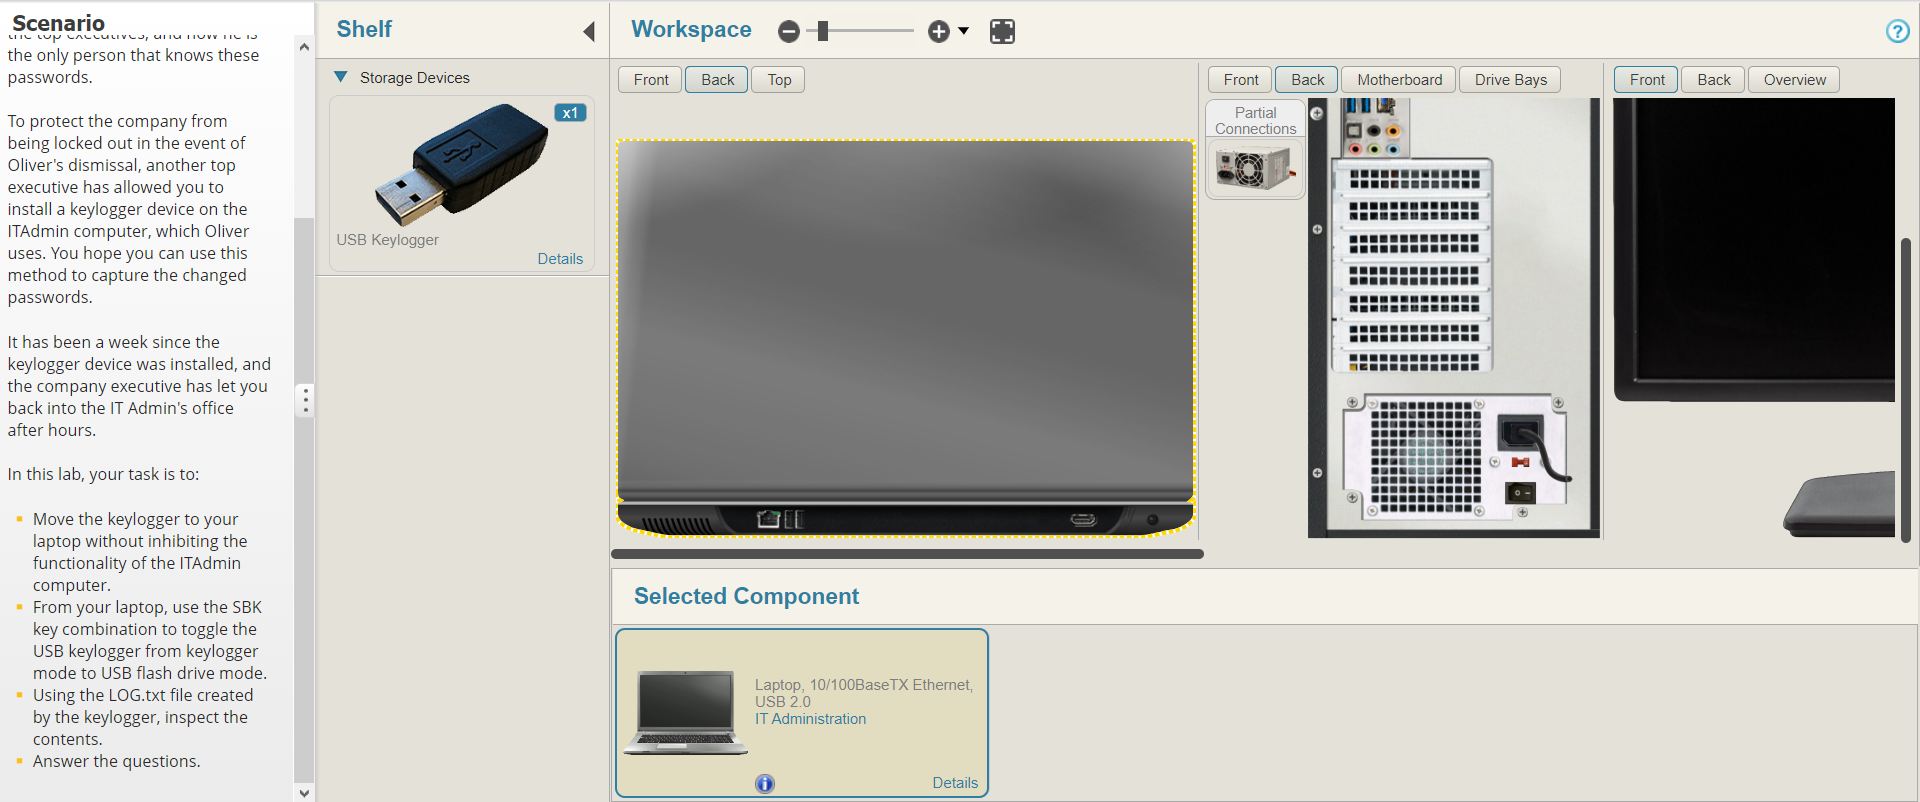 Scenario
the top executives, and now he is
the only person that knows these
passwords.
To protect the company from
being locked out in the event of
Oliver's dismissal, another top
executive has allowed you to
install a keylogger device on the
ITAdmin computer, which Oliver
uses. You hope you can use this
method to capture the changed
passwords.
It has been a week since the
keylogger device was installed, and
the company executive has let you
back into the IT Admin's office
after hours.
In this lab, your task is to:
Move the keylogger to your
laptop without inhibiting the
functionality of the ITAdmin
computer.
From your laptop, use the SBK
key combination to toggle the
USB keylogger from keylogger
mode to USB flash drive mode.
Using the LOG.txt file created
by the keylogger, inspect the
contents.
Answer the questions.
Shelf
Storage Devices
x1
USB Keylogger
Details
Workspace
?
Front Back Top
Front Back Motherboard Drive Bays
Partial
Connections
Front Back Overview
Selected Component
Laptop, 10/100BaseTX Ethernet,
USB 2.0
IT Administration
Details